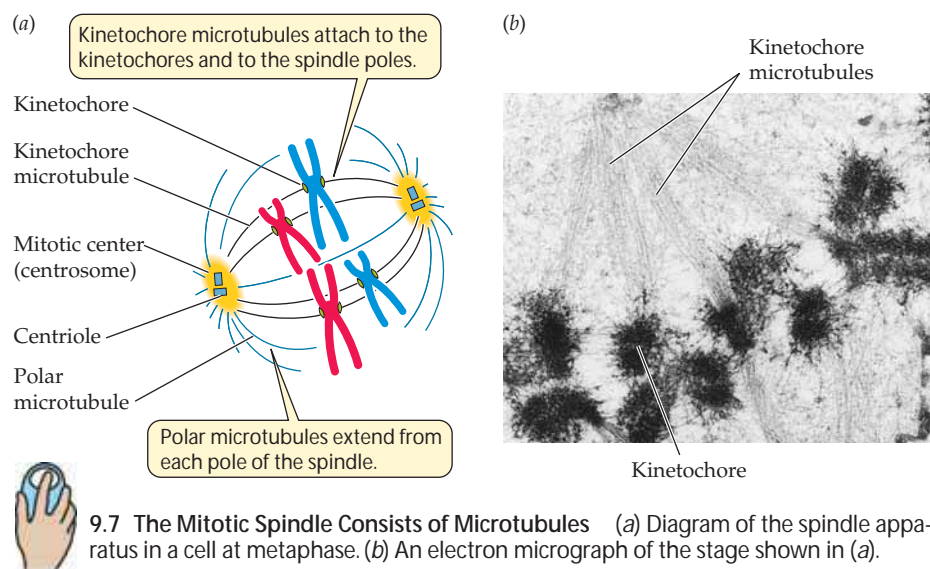 (a)
Kinetochore microtubules attach to the
kinetochores and to the spindle poles.
Kinetochore
Kinetochore
microtubule
Mitotic center
(centrosome)
Centriole
Polar
microtubule
Polar microtubules extend from
each pole of the spindle.
(b)
Kinetochore
microtubules
Kinetochore
9.7 The Mitotic Spindle Consists of Microtubules (a) Diagram of the spindle appa-
ratus in a cell at metaphase. (b) An electron micrograph of the stage shown in (a).